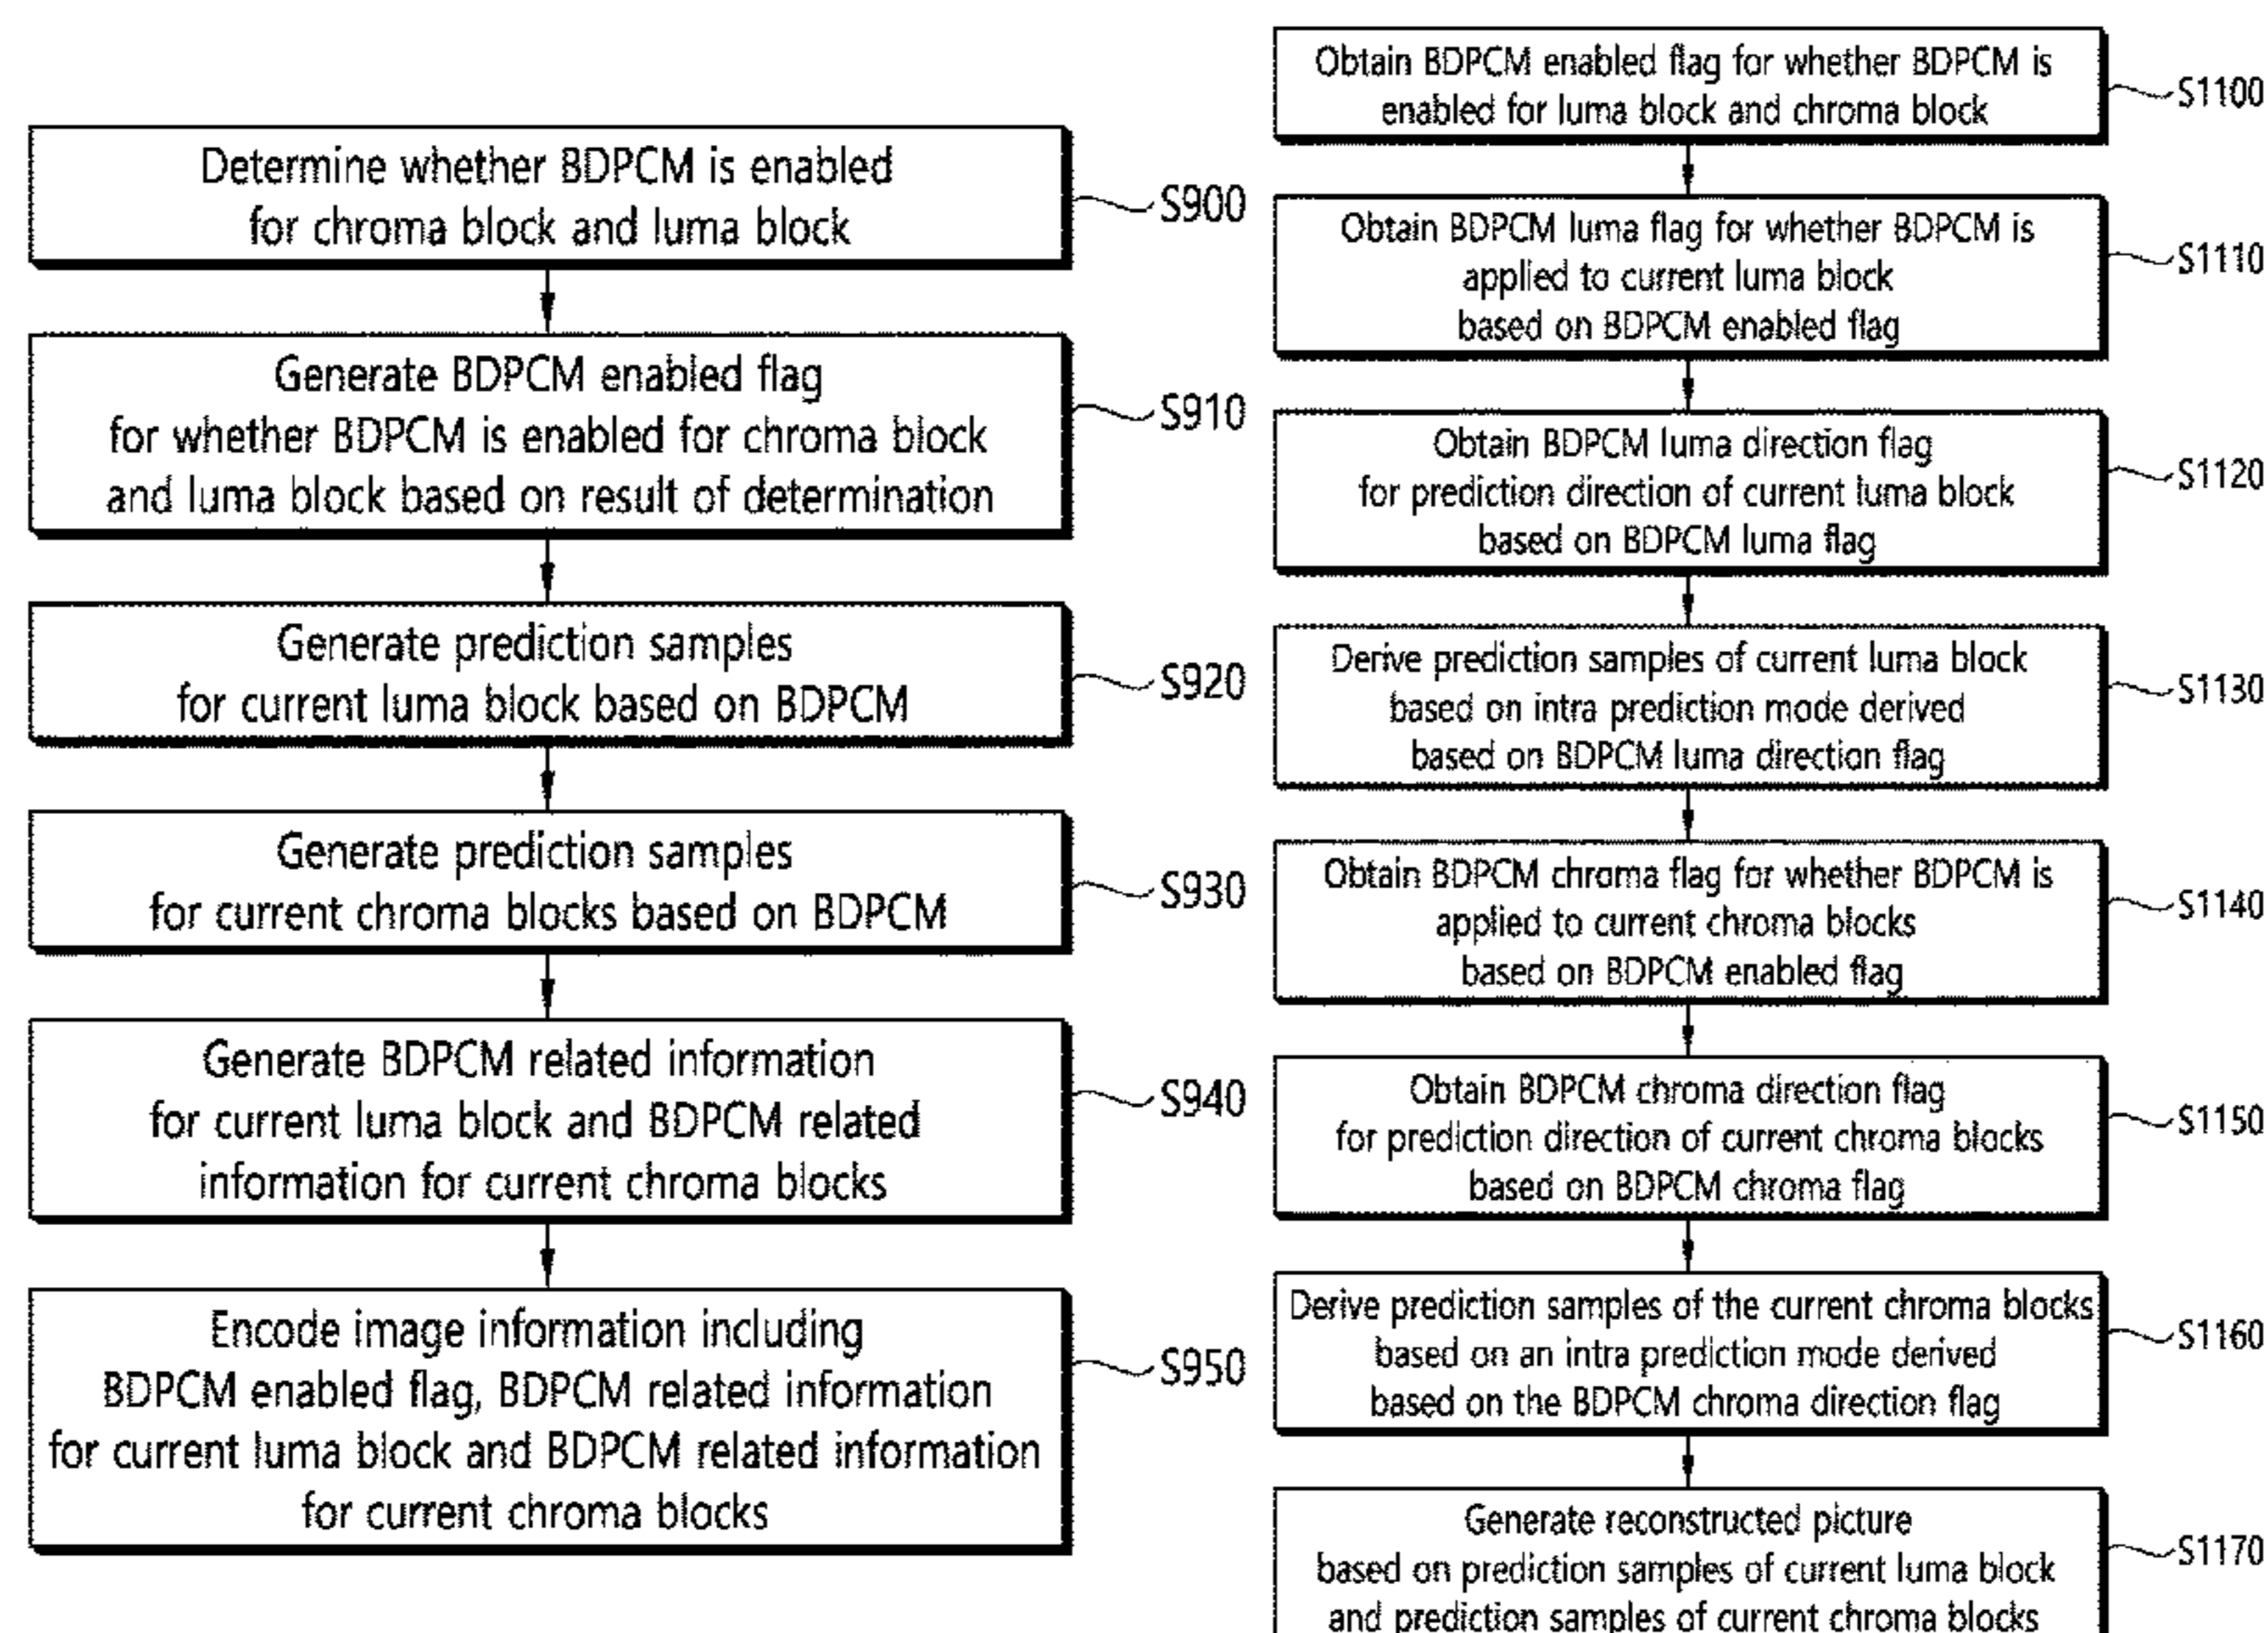 Determine whether BDPCM is enabled
for chroma block and luma block
S900
Generate BDPCM enabled flag
for whether BDPCM is enabled for chroma block
and luma block based on result of determination
S910
Generate prediction samples
for current luma block based on BDPCM
S920
Generate prediction samples
for current chroma blocks based on BDPCM
S930
Generate BDPCM related information
for current luma block and BDPCM related
information for current chroma blocks
S940
Encode image information including
BDPCM enabled flag, BDPCM related information
for current luma block and BDPCM related information
for current chroma blocks
S950
Obtain BDPCM enabled flag for whether BDPCM is
enabled for luma block and chroma block
S1100
Obtain BDPCM luma flag for whether BDPCM is
applied to current luma block
based on BDPCM enabled flag
S1110
Obtain BDPCM luma direction flag
for prediction direction of current luma block
based on BDPCM luma flag
S1120
Derive prediction samples of current luma block
based on intra prediction mode derived
based on BDPCM luma direction flag
S1130
Obtain BDPCM chroma flag for whether BDPCM is
applied to current chroma blocks
based on BDPCM enabled flag
S1140
Obtain BDPCM chroma direction flag
for prediction direction of current chroma blocks
based on BDPCM chroma flag
S1150
Derive prediction samples of the current chroma blocks
based on an intra prediction mode derived
based on the BDPCM chroma direction flag
S1160
Generate reconstructed picture
based on prediction samples of current luma block
and prediction samples of current chroma blocks
S1170